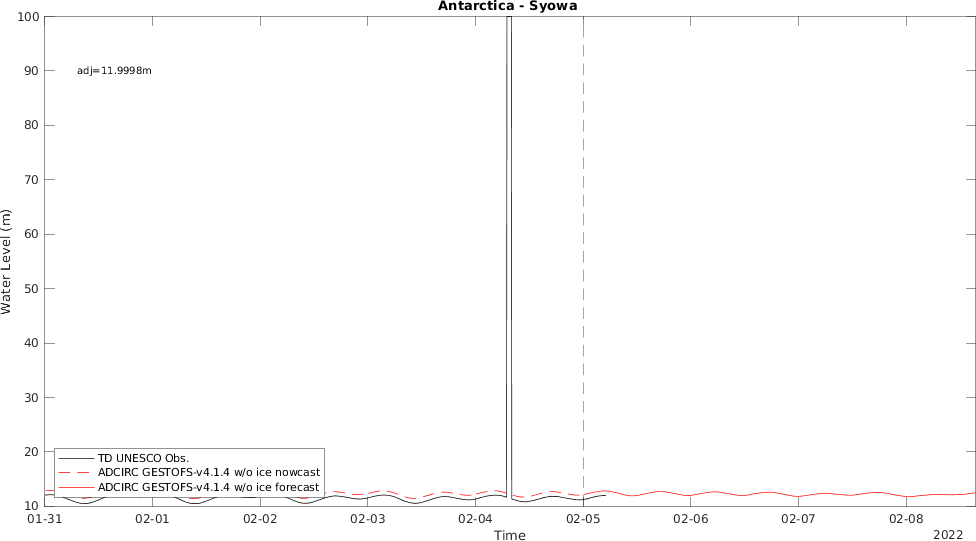 Antarctica - Syowa
100
adj=11.9998m
90
80
70
60
50
40
30
20
10
Water Level (m)
TD UNESCO Obs.
ADCIRC GESTOFS-v4.1.4 w/o ice nowcast
ADCIRC GESTOFS-v4.1.4 w/o ice forecast
01-31 02-01 02-02 02-03 02-04 02-05 02-06 02-07 02-08
Time
2022